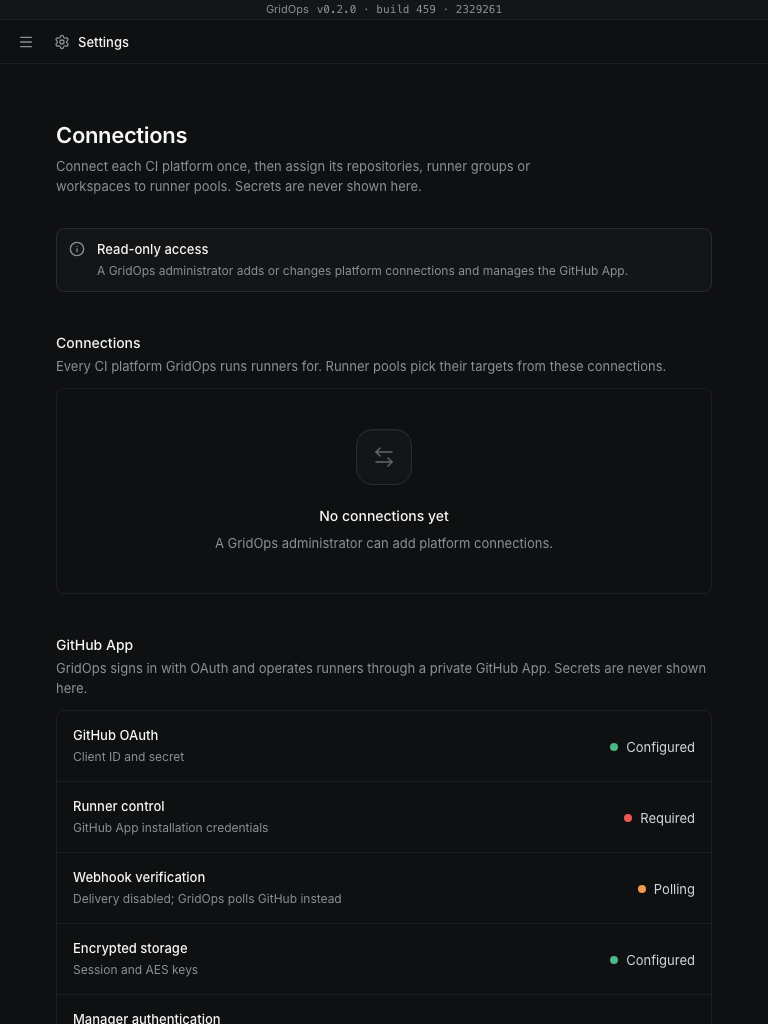 GridOps v0.2.0 · build 459 · 2329261
Settings
Connections
Connect each CI platform once, then assign its repositories, runner groups or
workspaces to runner pools. Secrets are never shown here.
Read-only access
A GridOps administrator adds or changes platform connections and manages the GitHub App.
Connections
Every CI platform GridOps runs runners for. Runner pools pick their targets from these connections.
No connections yet
A GridOps administrator can add platform connections.
GitHub App
GridOps signs in with OAuth and operates runners through a private GitHub App. Secrets are never shown
here.
GitHub OAuth
Client ID and secret
Configured
Runner control
GitHub App installation credentials
Required
Webhook verification
Delivery disabled; GridOps polls GitHub instead
Polling
Encrypted storage
Session and AES keys
Configured
Manager authentication